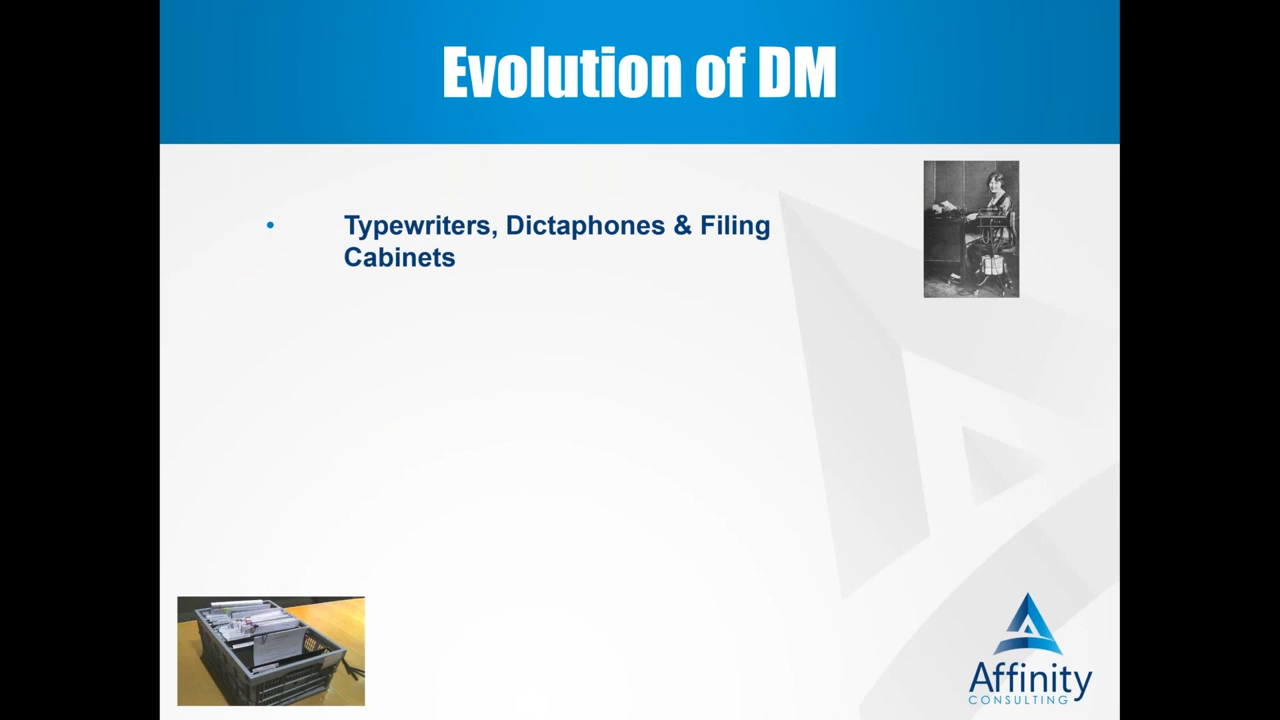 Evolution of DM
• Typewriters, Dictaphones & Filing
Cabinets
Affinity
CONSULTING